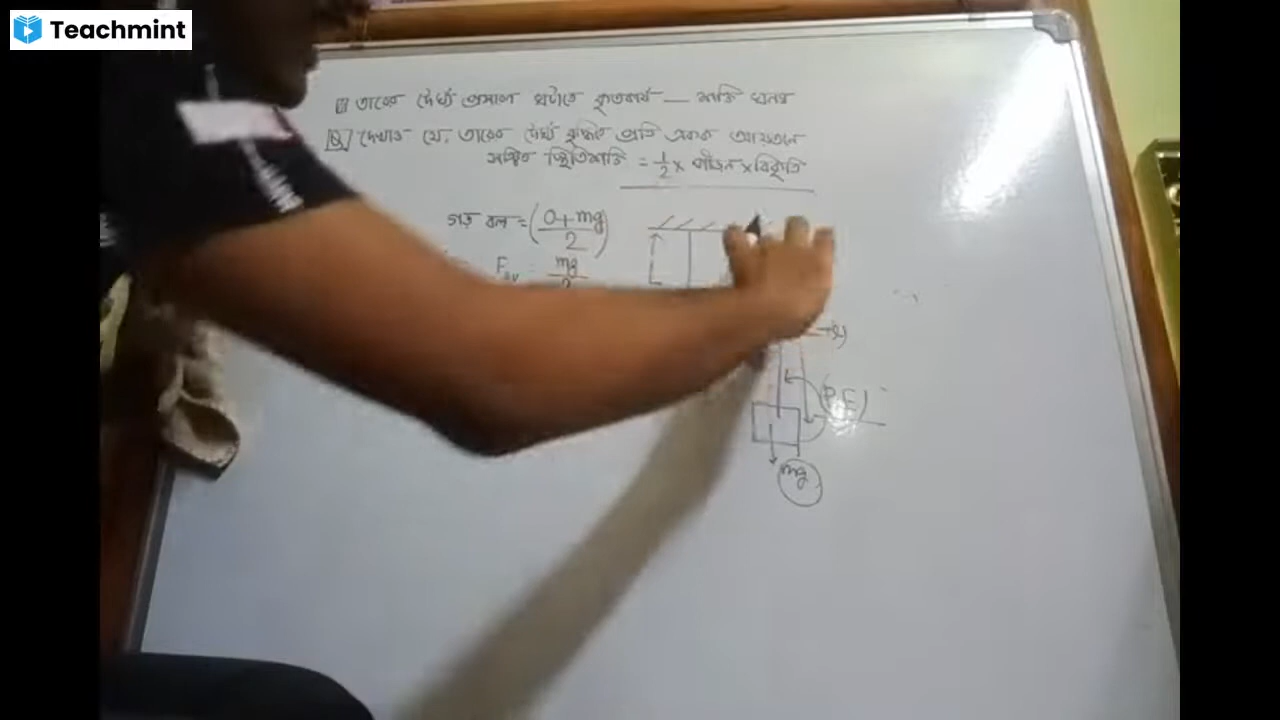 Teachmint
তারের দৈর্ঘ্য প্রসারণ ঘটাতে কৃতকার্য — শক্তি ঘনত্ব
Q. দেখাও যে, তারের দৈর্ঘ্য বৃদ্ধিতে প্রতি একক আয়তনে
সঞ্চিত স্থিতিশক্তি = 1/2 × পীড়ন × বিকৃতি
গড় বল = (0+mg/2)
mg
(P.E)
mg